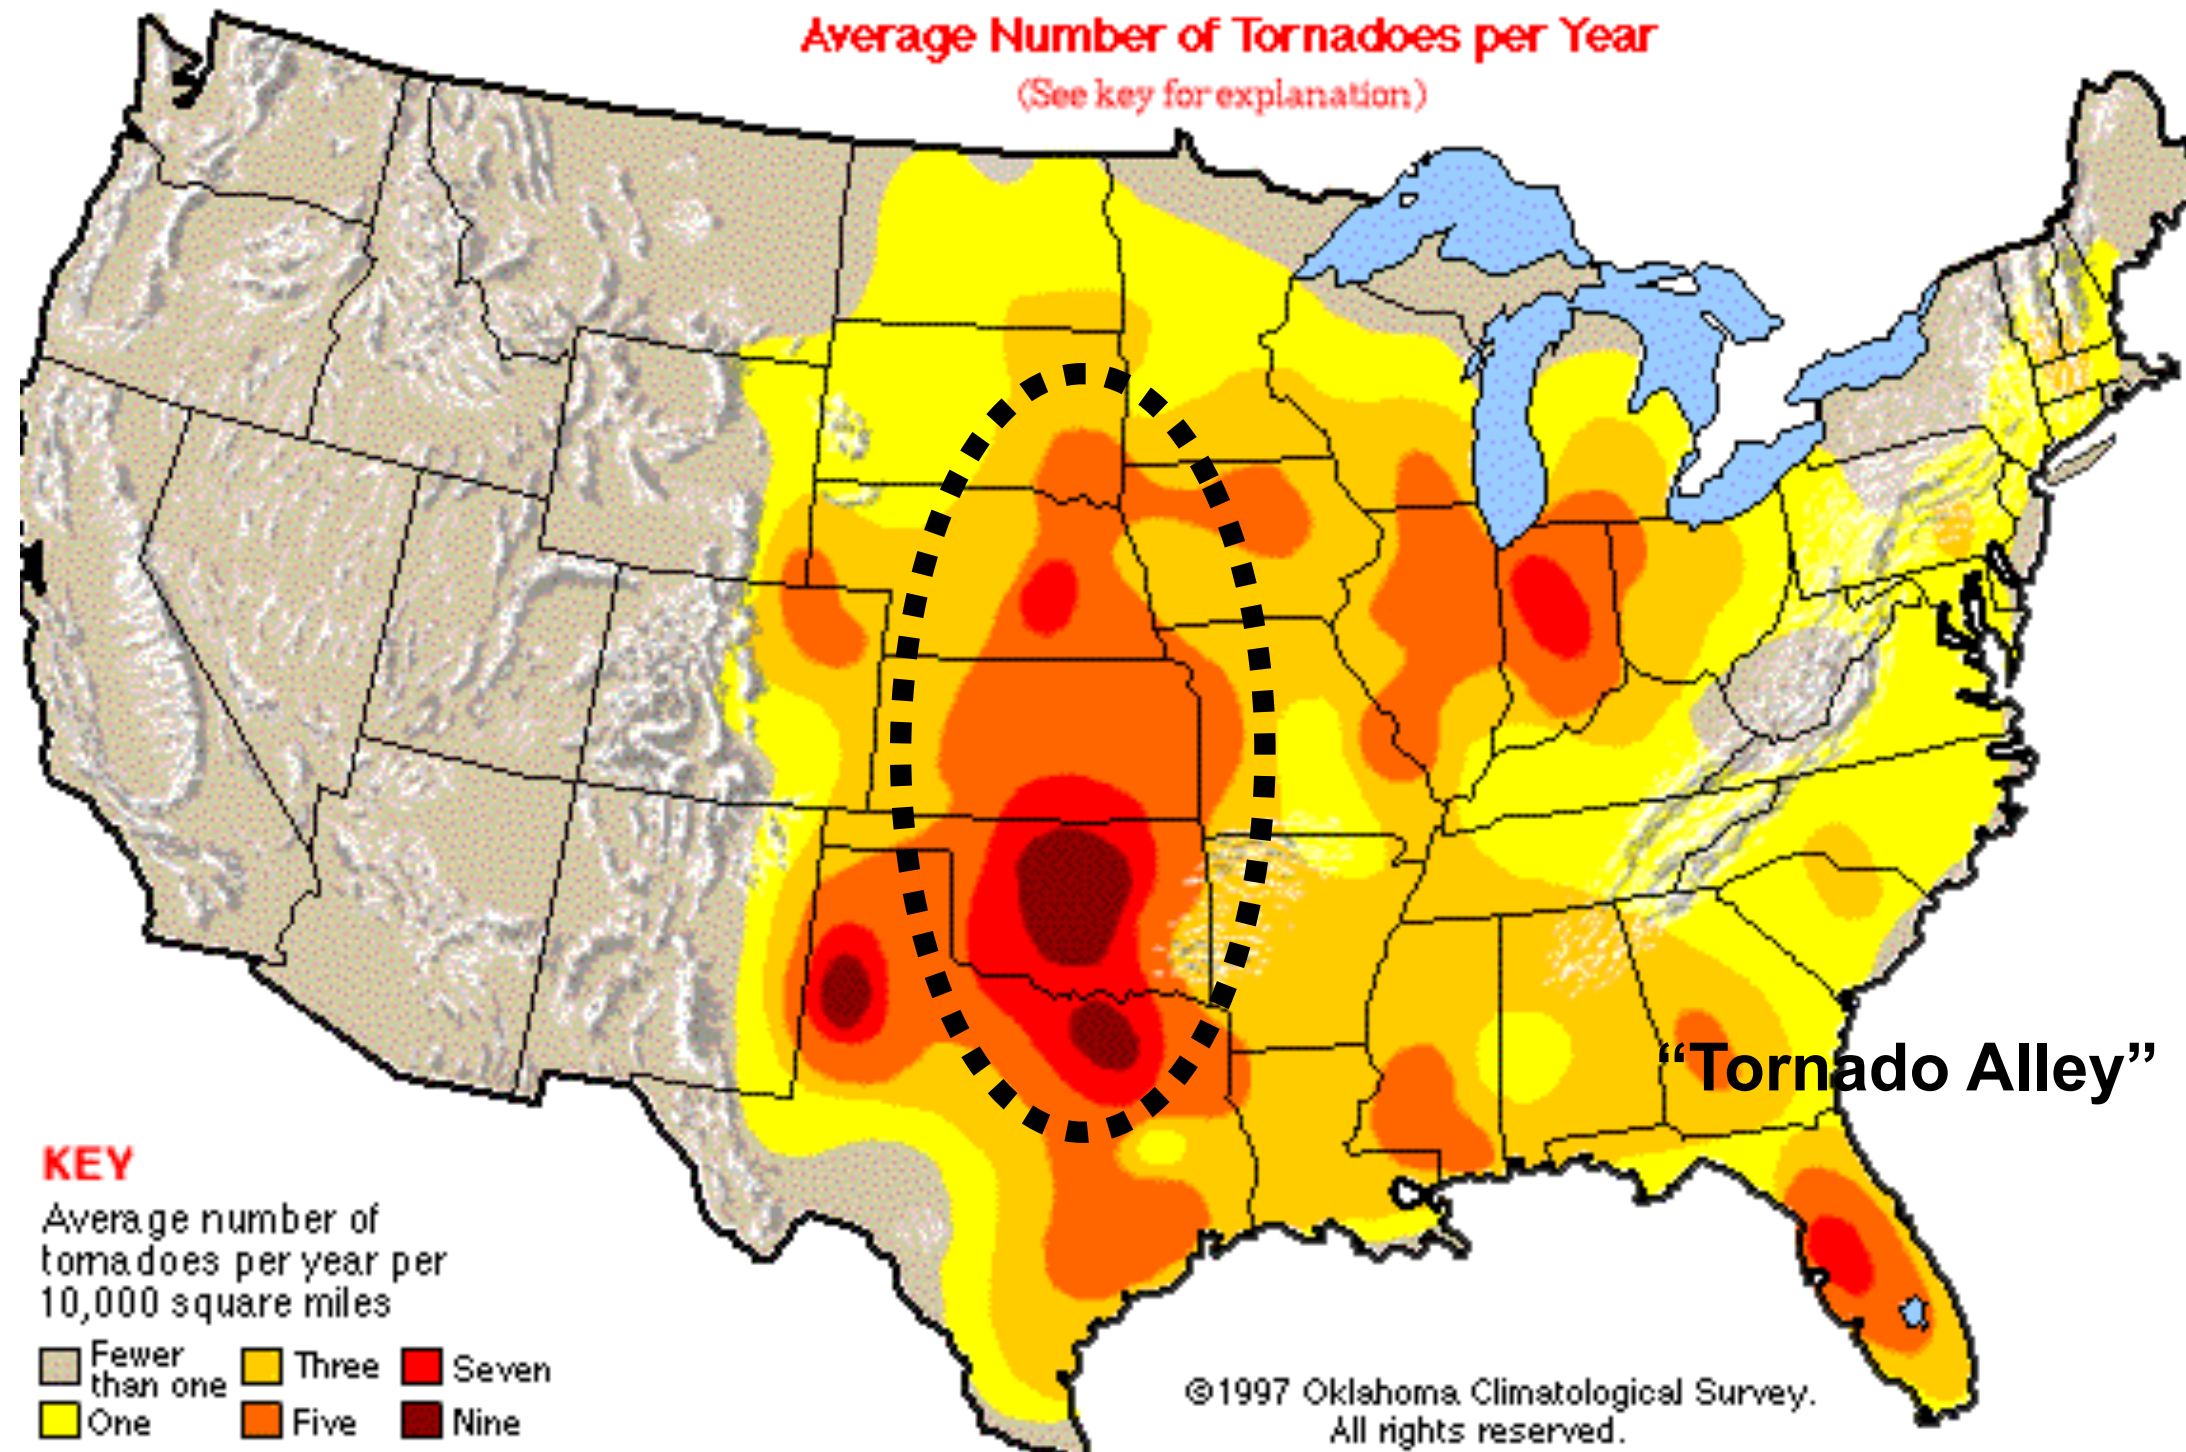 Average Number of Tornadoes per Year
(See key for explanation)
“Tornado Alley”
KEY
Average number of
tornadoes per year per
10,000 square miles
Fewer
than one
Three
Seven
One
Five
Nine
©1997 Oklahoma Climatological Survey.
All rights reserved.